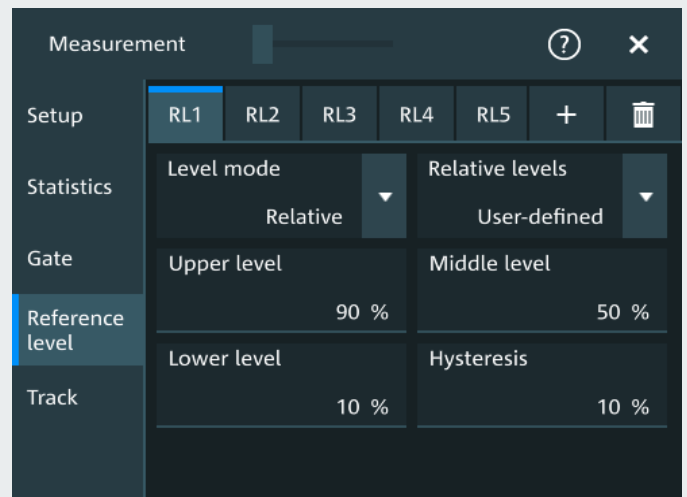 Measurement
?
Setup
RL1 RL2 RL3 RL4 RL5 +
Statistics
Level mode
Relative
Relative levels
User-defined
Gate
Upper level
90 %
Middle level
50 %
Reference
level
Lower level
10 %
Hysteresis
10 %
Track